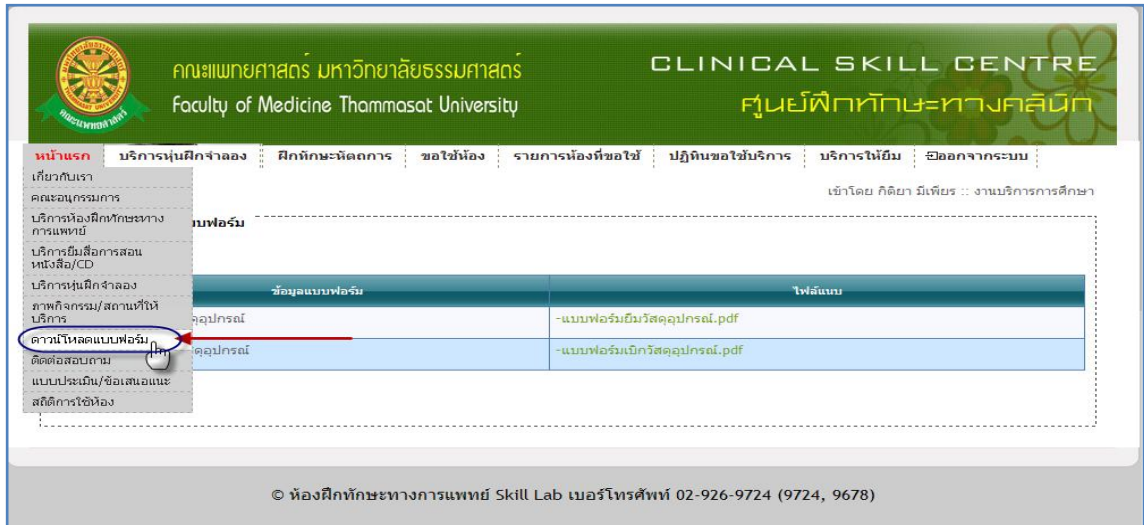 คณะแพทยศาสตร์ มหาวิทยาลัยธรรมศาสตร์
Faculty of Medicine Thammasat University
CLINICAL SKILL CENTRE
ศูนย์ฝึกทักษะทางคลินิก
หน้าแรก บริการหุ่นฝึกจำลอง ฝึกทักษะหัตถการ ขอใช้ห้อง รายการห้องที่ขอใช้ ปฏิทินขอใช้บริการ บริการให้ยืม ออกจากระบบ
เข้าโดย กิติยา มีเพียร :: งานบริการการศึกษา
เกี่ยวกับเรา
คณะอนุกรรมการ
บริการห้องฝึกทักษะทาง
การแพทย์
บริการยืมสื่อการสอน
หนังสือ/CD
บริการหุ่นฝึกจำลอง
ภาพกิจกรรม/สถานที่ให้
บริการ
ดาวน์โหลดแบบฟอร์ม
ติดต่อสอบถาม
แบบประเมิน/ข้อเสนอแนะ
สถิติการใช้ห้อง
บบฟอร์ม
ข้อมูลแบบฟอร์ม ไฟล์แนบ
ดุอุปกรณ์ -แบบฟอร์มยืมวัสดุอุปกรณ์.pdf
ดุอุปกรณ์ -แบบฟอร์มเบิกวัสดุอุปกรณ์.pdf
© ห้องฝึกทักษะทางการแพทย์ Skill Lab เบอร์โทรศัพท์ 02-926-9724 (9724, 9678)